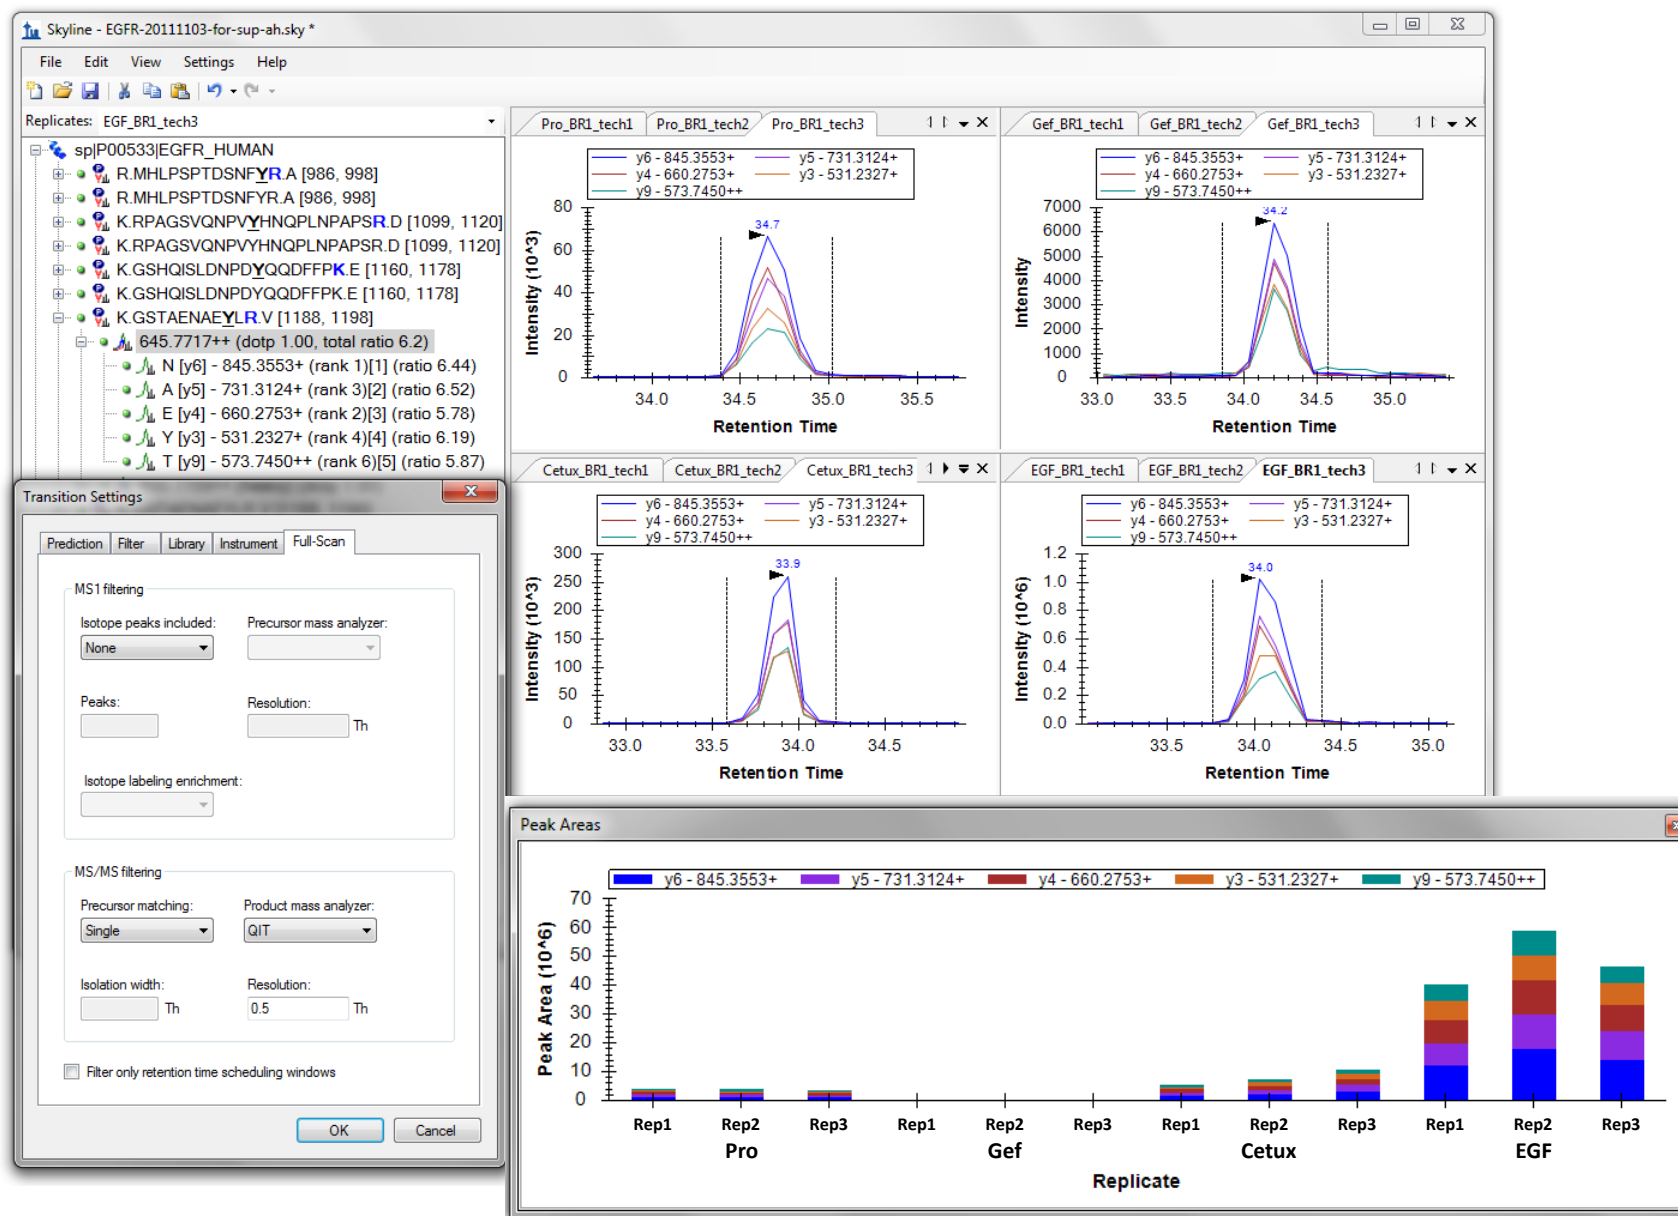 Skyline - EGFR-20111103-for-sup-ah.sky *
File Edit View Settings Help
Replicates: EGF_BR1_tech3
sp|P00533|EGFR_HUMAN
R.MHLPSPTDSNFYR.A [986, 998]
R.MHLPSPTDSNFYR.A [986, 998]
K.RPAGSVQNPVYHNQPLNPAPSR.D [1099, 1120]
K.RPAGSVQNPVYHNQPLNPAPSR.D [1099, 1120]
K.GSHQISLDNPDYQQDFFPK.E [1160, 1178]
K.GSHQISLDNPDYQQDFFPK.E [1160, 1178]
K.GSTAENAEYLR.V [1188, 1198]
645.7717++ (dotp 1.00, total ratio 6.2)
N [y6] - 845.3553+ (rank 1)[1] (ratio 6.44)
A [y5] - 731.3124+ (rank 3)[2] (ratio 6.52)
E [y4] - 660.2753+ (rank 2)[3] (ratio 5.78)
Y [y3] - 531.2327+ (rank 4)[4] (ratio 6.19)
T [y9] - 573.7450++ (rank 6)[5] (ratio 5.87)
Pro_BR1_tech1 Pro_BR1_tech2 Pro_BR1_tech3
y6 - 845.3553+ y5 - 731.3124+
y4 - 660.2753+ y3 - 531.2327+
y9 - 573.7450++
34.7
80
60
40
20
0
Intensity (10^3)
34.0 34.5 35.0 35.5
Retention Time
Gef_BR1_tech1 Gef_BR1_tech2 Gef_BR1_tech3
y6 - 845.3553+ y5 - 731.3124+
y4 - 660.2753+ y3 - 531.2327+
y9 - 573.7450++
34.2
7000
6000
5000
4000
3000
2000
1000
0
Intensity
33.0 33.5 34.0 34.5 35.0
Retention Time
Cetux_BR1_tech1 Cetux_BR1_tech2 Cetux_BR1_tech3
y6 - 845.3553+ y5 - 731.3124+
y4 - 660.2753+ y3 - 531.2327+
y9 - 573.7450++
33.9
300
250
200
150
100
50
0
Intensity (10^3)
33.0 33.5 34.0 34.5
Retention Time
EGF_BR1_tech1 EGF_BR1_tech2 EGF_BR1_tech3
y6 - 845.3553+ y5 - 731.3124+
y4 - 660.2753+ y3 - 531.2327+
y9 - 573.7450++
34.0
1.2
1.0
0.8
0.6
0.4
0.2
0.0
Intensity (10^6)
33.5 34.0 34.5 35.0
Retention Time
Transition Settings
Prediction Filter Library Instrument Full-Scan
MS1 filtering
Isotope peaks included: Precursor mass analyzer:
None
Peaks: Resolution:
Th
Isotope labeling enrichment:
MS/MS filtering
Precursor matching: Product mass analyzer:
Single QIT
Isolation width: Resolution:
Th 0.5 Th
Filter only retention time scheduling windows
OK Cancel
Peak Areas
y6 - 845.3553+ y5 - 731.3124+ y4 - 660.2753+ y3 - 531.2327+ y9 - 573.7450++
70
60
50
40
30
20
10
0
Peak Area (10^6)
Rep1 Rep2 Rep3 Rep1 Rep2 Rep3 Rep1 Rep2 Rep3 Rep1 Rep2 Rep3
Pro Gef Cetux EGF
Replicate